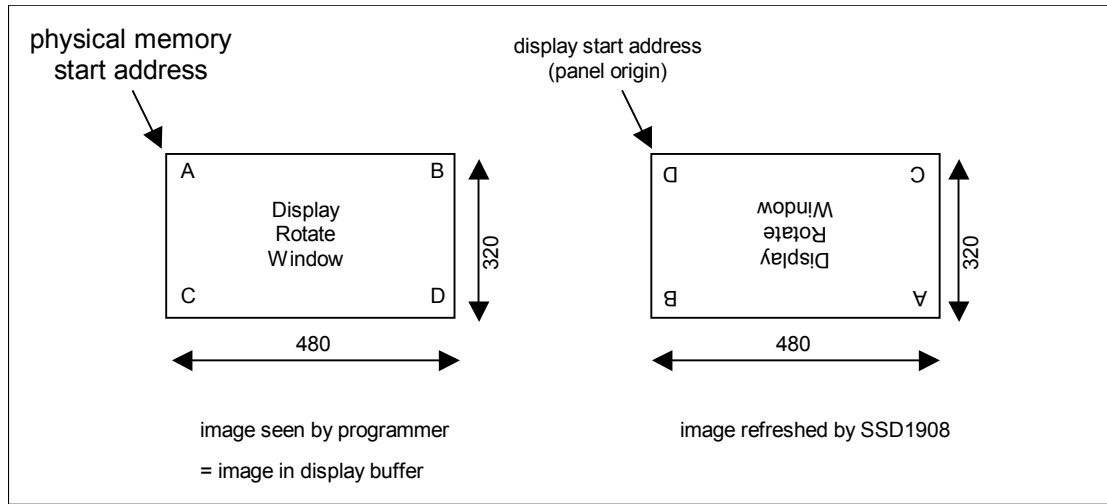 physical memory
start address
display start address
(panel origin)
A
B
Display
Rotate
Window
C
D
320
480
D
C
Window
Rotate
Display
B
A
320
480
image seen by programmer
= image in display buffer
image refreshed by SSD1908